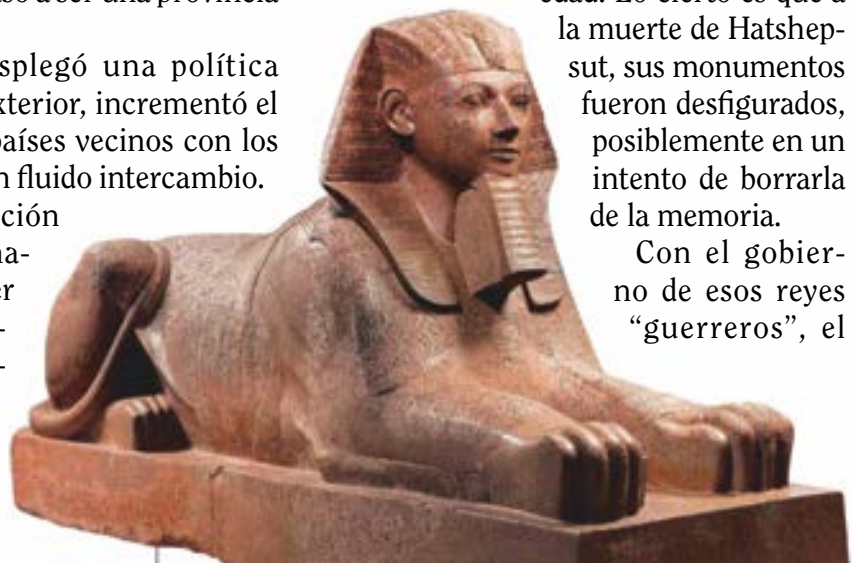 a ser una provincia
splegó una política
xterior, incrementó el
países vecinos con los
n fluido intercambio.
ción
na-
er
-
-
Lo cierto es que a
la muerte de Hatshep-
sut, sus monumentos
fueron desfigurados,
posiblemente en un
intento de borrarla
de la memoria.
Con el gobier-
no de esos reyes
“guerreros”, el